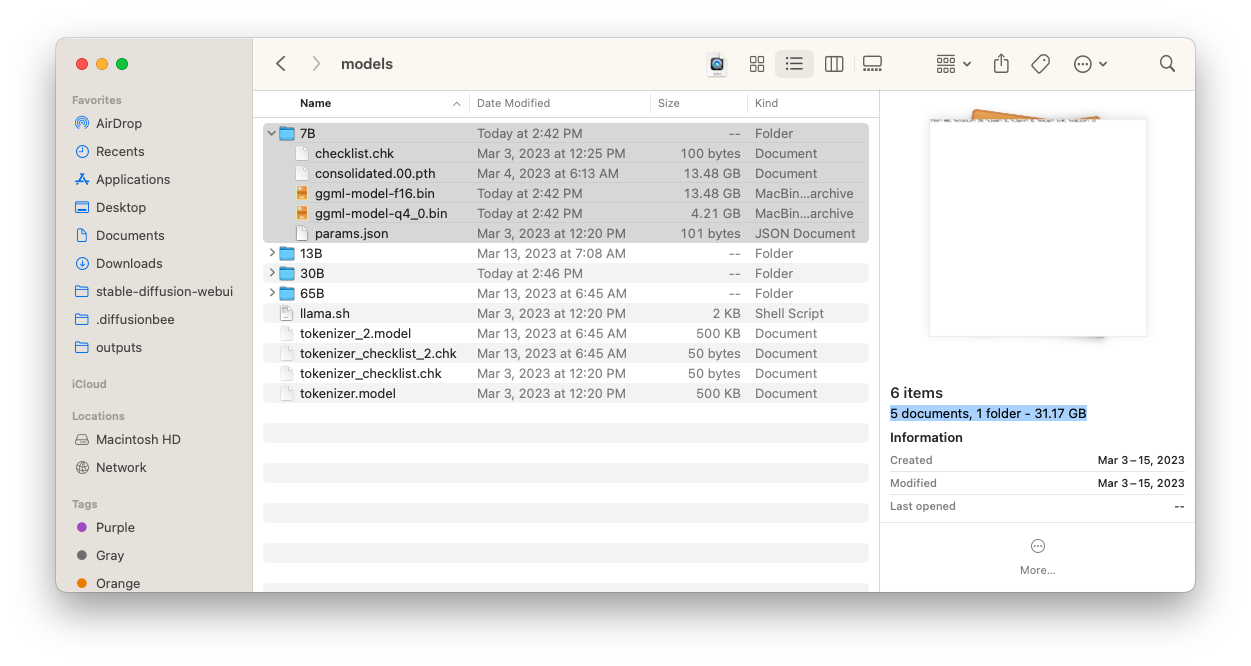 models
Favorites
AirDrop
Recents
Applications
Desktop
Documents
Downloads
stable-diffusion-webui
.diffusionbee
outputs
iCloud
Locations
Macintosh HD
Network
Tags
Purple
Gray
Orange
Name Date Modified Size Kind
7B Today at 2:42 PM -- Folder
checklist.chk Mar 3, 2023 at 12:25 PM 100 bytes Document
consolidated.00.pth Mar 4, 2023 at 6:13 AM 13.48 GB Document
ggml-model-f16.bin Today at 2:42 PM 13.48 GB MacBin...archive
ggml-model-q4_0.bin Today at 2:42 PM 4.21 GB MacBin...archive
params.json Mar 3, 2023 at 12:20 PM 101 bytes JSON Document
13B Mar 13, 2023 at 7:08 AM -- Folder
30B Today at 2:46 PM -- Folder
65B Mar 13, 2023 at 6:45 AM -- Folder
llama.sh Mar 3, 2023 at 12:20 PM 2 KB Shell Script
tokenizer_2.model Mar 13, 2023 at 6:45 AM 500 KB Document
tokenizer_checklist_2.chk Mar 13, 2023 at 6:45 AM 50 bytes Document
tokenizer_checklist.chk Mar 3, 2023 at 12:20 PM 50 bytes Document
tokenizer.model Mar 3, 2023 at 12:20 PM 500 KB Document
6 items
5 documents, 1 folder - 31.17 GB
Information
Created Mar 3–15, 2023
Modified Mar 3–15, 2023
Last opened --
More...